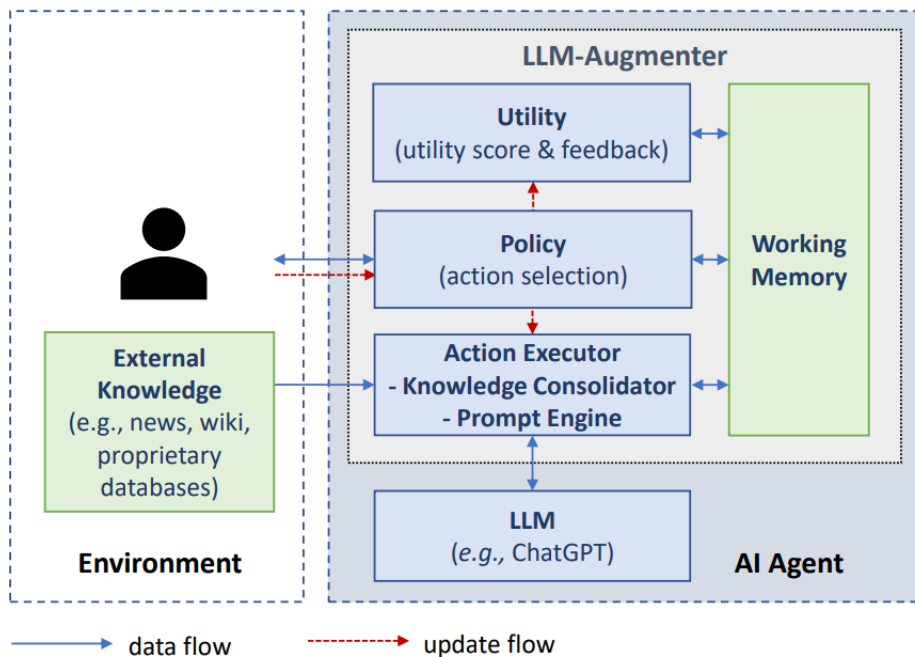 LLM-Augmenter
Utility
(utility score & feedback)
Policy
(action selection)
Working
Memory
External
Knowledge
(e.g., news, wiki,
proprietary
databases)
Action Executor
- Knowledge Consolidator
- Prompt Engine
LLM
(e.g., ChatGPT)
Environment
AI Agent
data flow
update flow